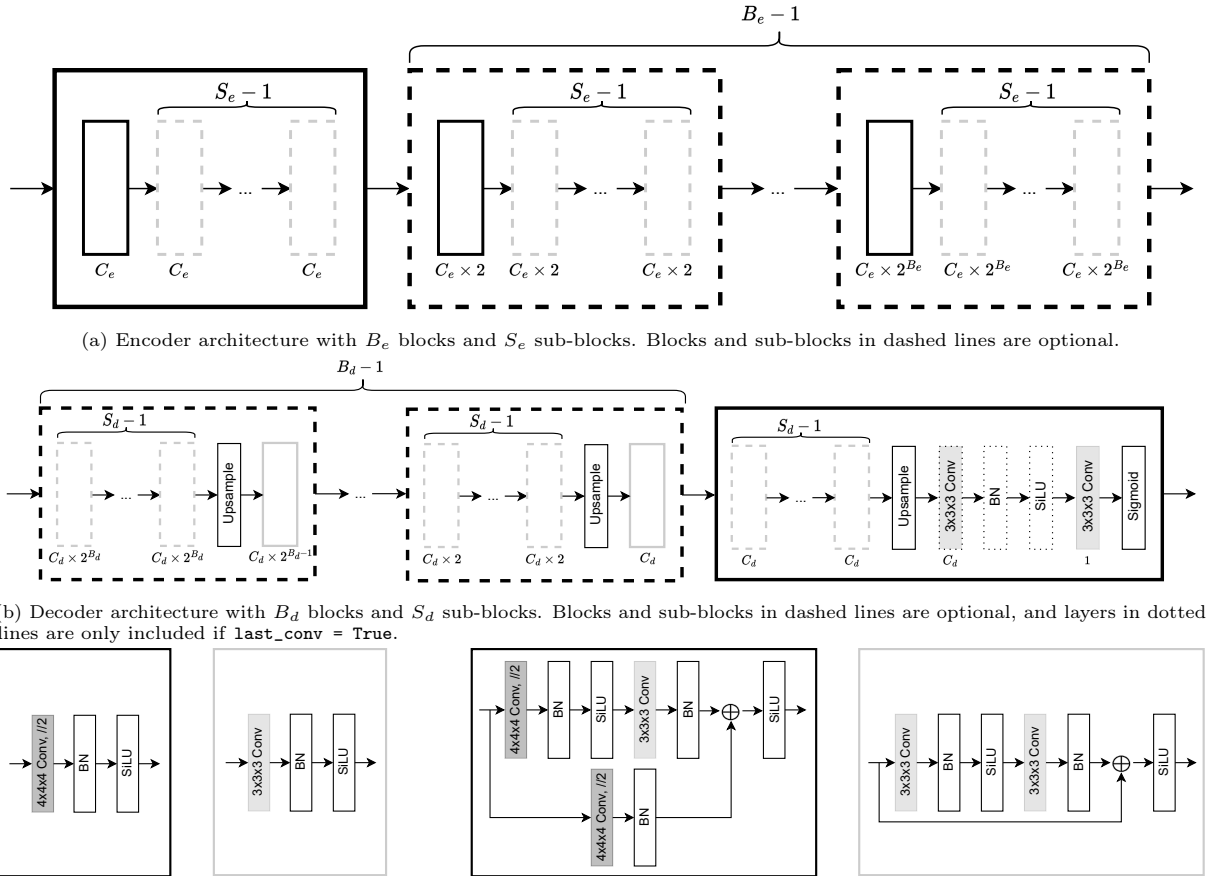 B_e − 1
S_e − 1 S_e − 1 S_e − 1
... ... ... ...
C_e C_e C_e C_e × 2 C_e × 2 C_e × 2 C_e × 2^{B_e} C_e × 2^{B_e} C_e × 2^{B_e}
(a) Encoder architecture with B_e blocks and S_e sub-blocks. Blocks and sub-blocks in dashed lines are optional.
B_d − 1
S_d − 1 S_d − 1 S_d − 1
... Upsample ... ... Upsample ... Upsample 3x3x3 Conv BN SiLU 3x3x3 Conv Sigmoid
C_d × 2^{B_d} C_d × 2^{B_d} C_d × 2^{B_d−1} C_d × 2 C_d × 2 C_d C_d C_d C_d 1
(b) Decoder architecture with B_d blocks and S_d sub-blocks. Blocks and sub-blocks in dashed lines are optional, and layers in dotted
lines are only included if last_conv = True.
4x4x4 Conv, //2 BN SiLU
3x3x3 Conv BN SiLU
4x4x4 Conv, //2 BN SiLU 3x3x3 Conv BN SiLU
4x4x4 Conv, //2 BN
3x3x3 Conv BN SiLU 3x3x3 Conv BN SiLU